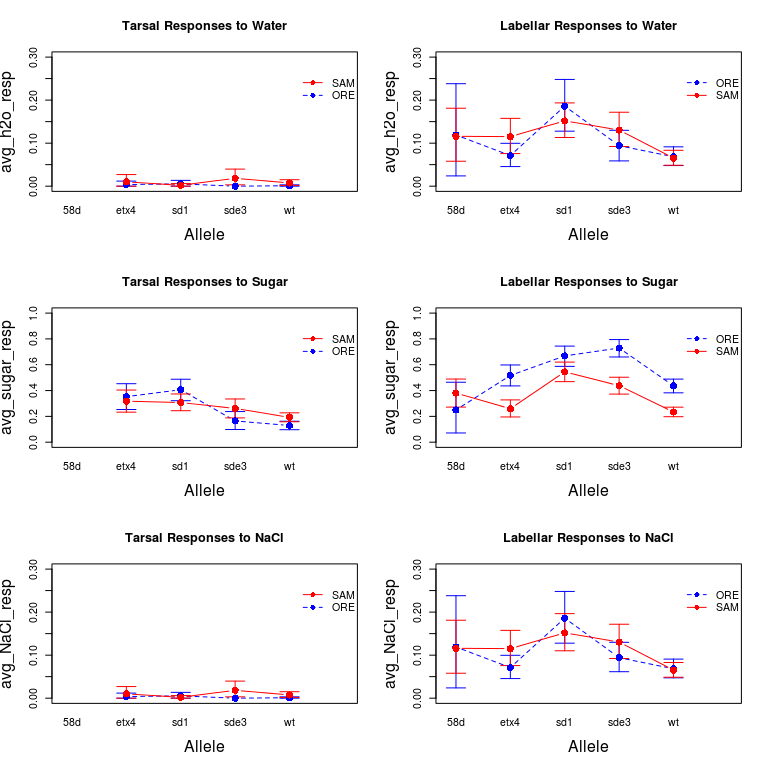 Tarsal Responses to Water
avg_h2o_resp
0.00 0.10 0.20 0.30
SAM
ORE
58d etx4 sd1 sde3 wt
Allele
Labellar Responses to Water
avg_h2o_resp
0.00 0.10 0.20 0.30
ORE
SAM
58d etx4 sd1 sde3 wt
Allele
Tarsal Responses to Sugar
avg_sugar_resp
0.0 0.2 0.4 0.6 0.8 1.0
SAM
ORE
58d etx4 sd1 sde3 wt
Allele
Labellar Responses to Sugar
avg_sugar_resp
0.0 0.2 0.4 0.6 0.8 1.0
ORE
SAM
58d etx4 sd1 sde3 wt
Allele
Tarsal Responses to NaCl
avg_NaCl_resp
0.00 0.10 0.20 0.30
SAM
ORE
58d etx4 sd1 sde3 wt
Allele
Labellar Responses to NaCl
avg_NaCl_resp
0.00 0.10 0.20 0.30
ORE
SAM
58d etx4 sd1 sde3 wt
Allele